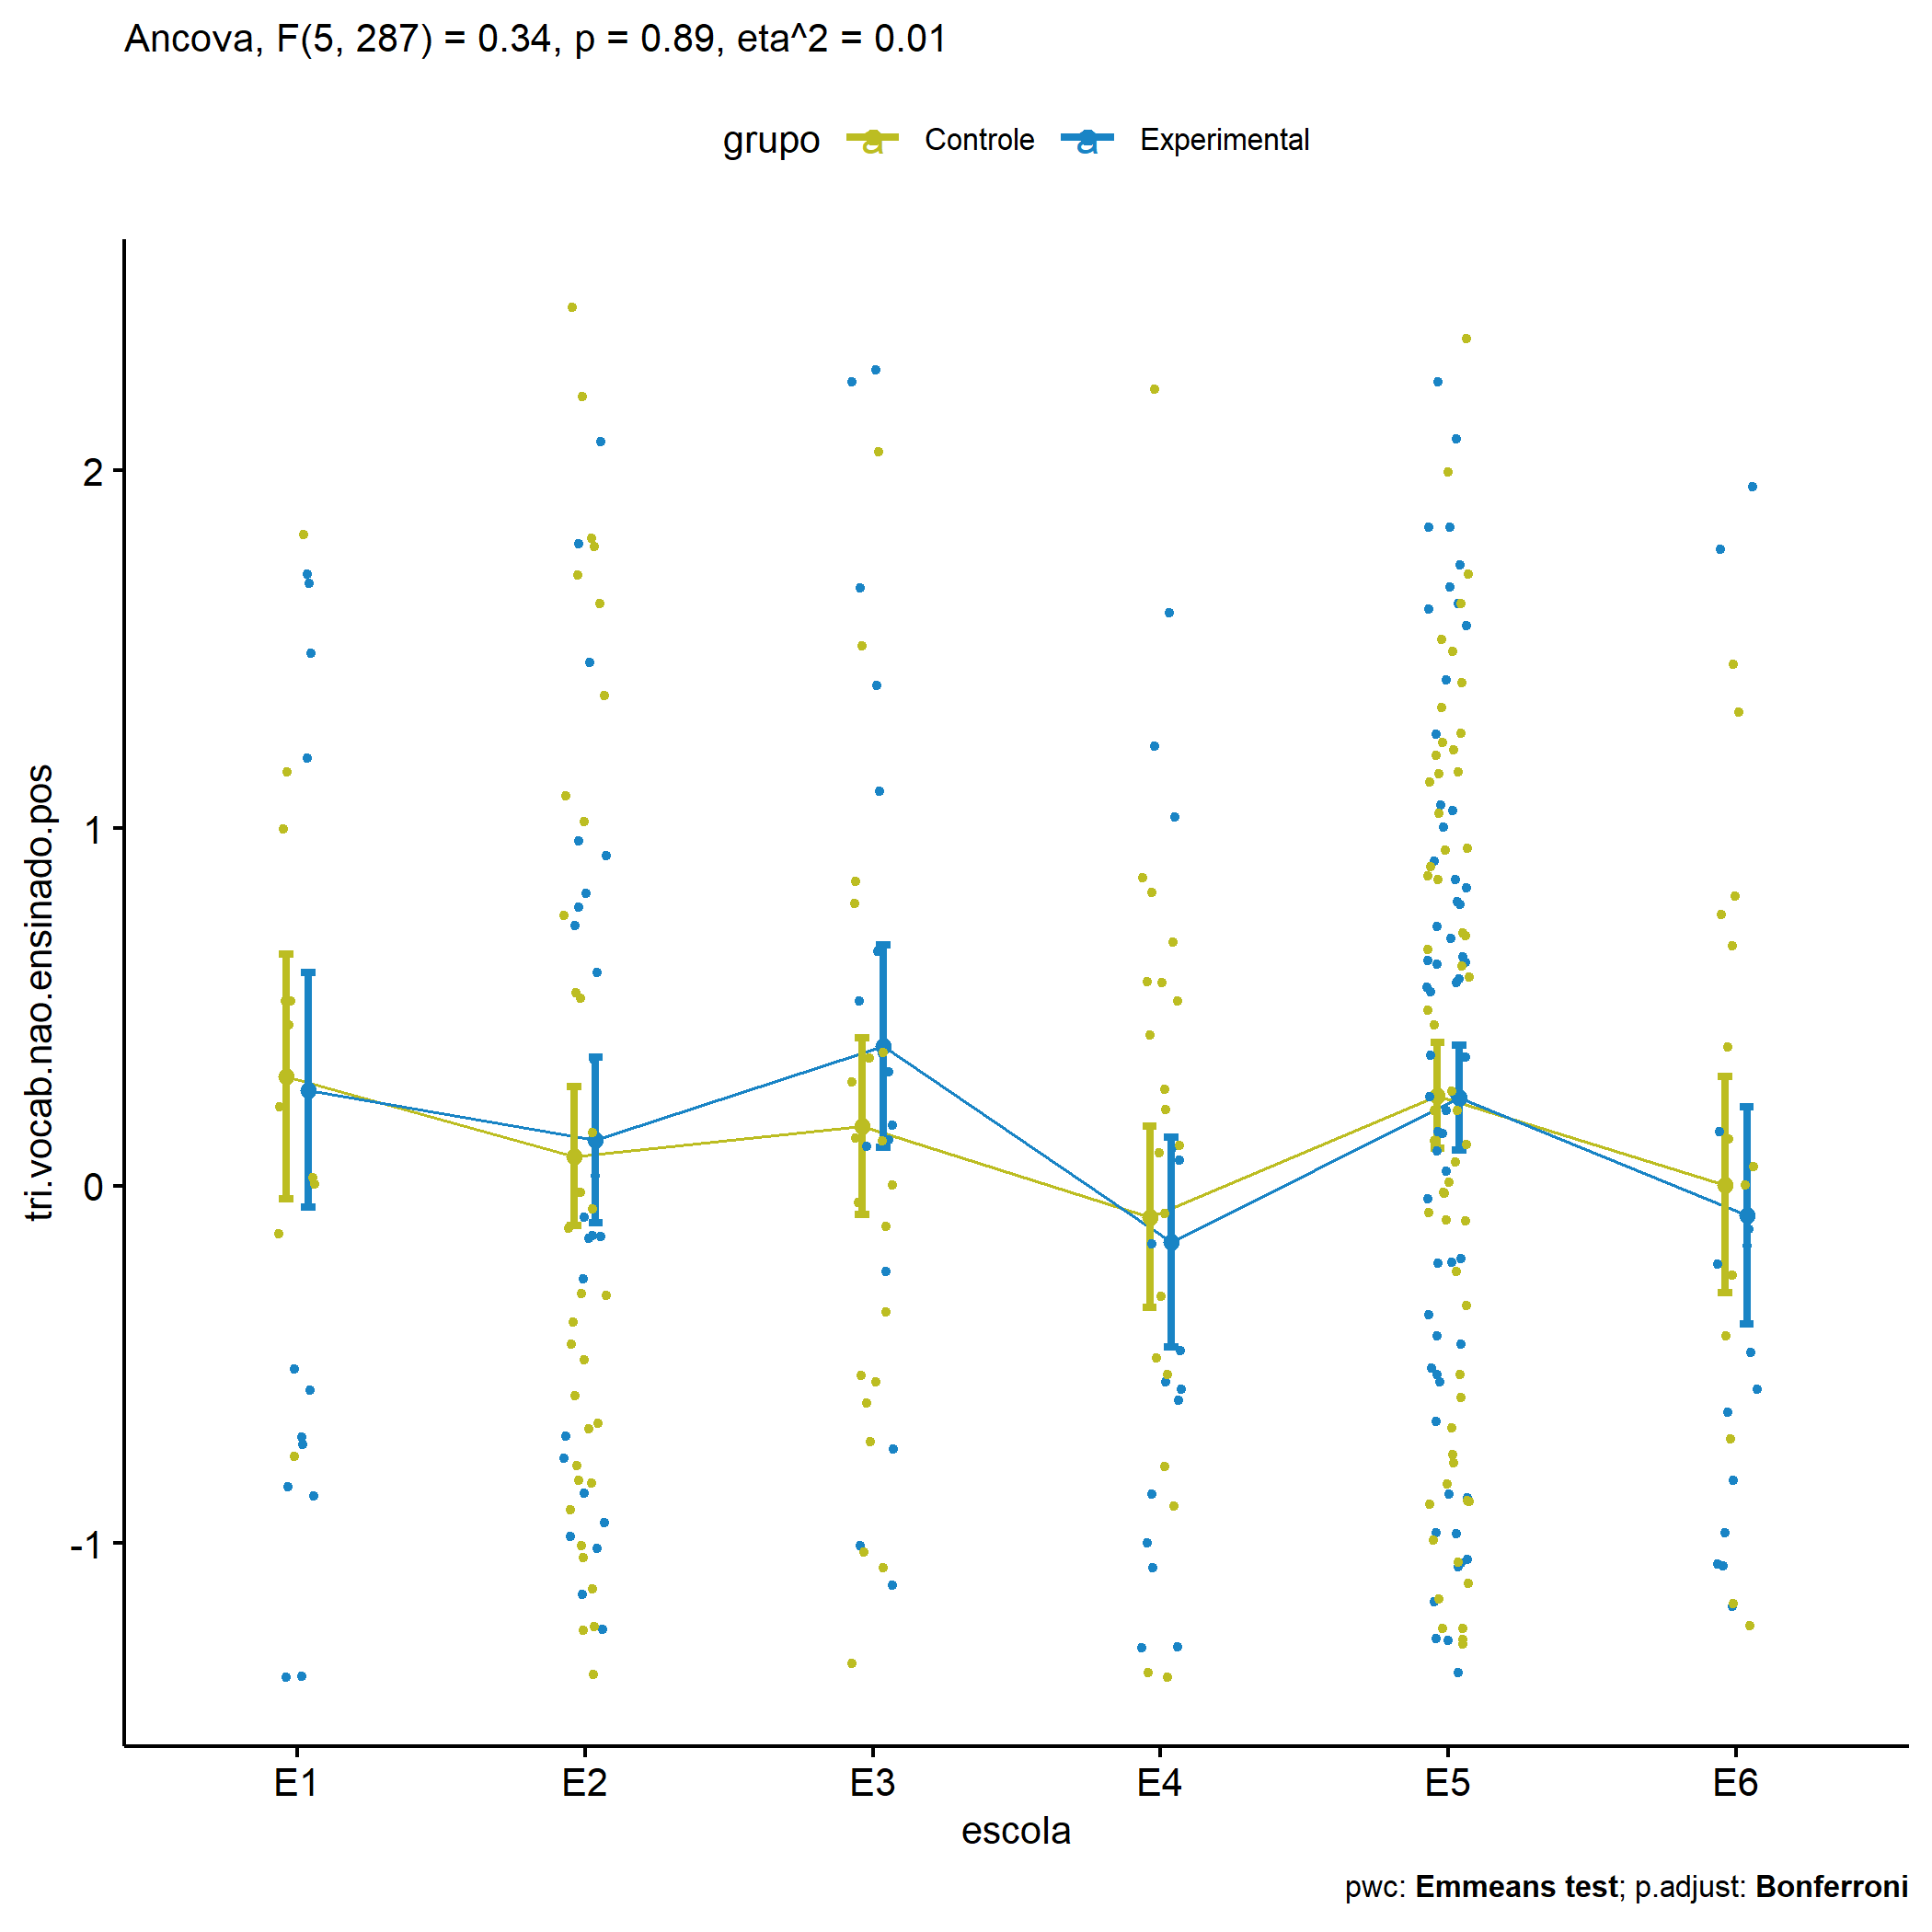 Ancova, F(5, 287) = 0.34, p = 0.89, eta^2 = 0.01
grupo a Controle a Experimental
tri.vocab.nao.ensinado.pos
2
1
0
-1
E1 E2 E3 E4 E5 E6
escola
pwc: Emmeans test; p.adjust: Bonferroni